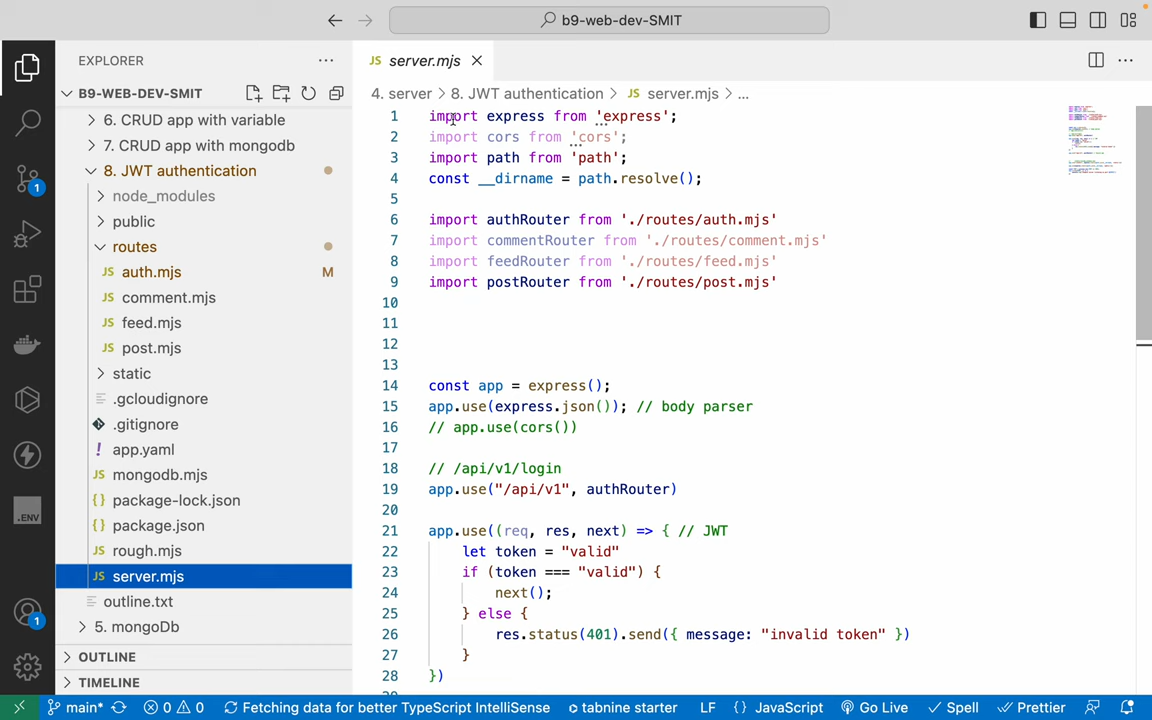 b9-web-dev-SMIT
EXPLORER
B9-WEB-DEV-SMIT
6. CRUD app with variable
7. CRUD app with mongodb
8. JWT authentication
node_modules
public
routes
JS auth.mjs M
JS comment.mjs
JS feed.mjs
JS post.mjs
static
.gcloudignore
.gitignore
! app.yaml
JS mongodb.mjs
{} package-lock.json
{} package.json
JS rough.mjs
JS server.mjs
outline.txt
5. mongoDb
OUTLINE
TIMELINE
1
.ENV
1
JS server.mjs
4. server > 8. JWT authentication > JS server.mjs > ...
1 import express from 'express';
2 import cors from 'cors';
3 import path from 'path';
4 const __dirname = path.resolve();
5
6 import authRouter from './routes/auth.mjs'
7 import commentRouter from './routes/comment.mjs'
8 import feedRouter from './routes/feed.mjs'
9 import postRouter from './routes/post.mjs'
10
11
12
13
14 const app = express();
15 app.use(express.json()); // body parser
16 // app.use(cors())
17
18 // /api/v1/login
19 app.use("/api/v1", authRouter)
20
21 app.use((req, res, next) => { // JWT
22 let token = "valid"
23 if (token === "valid") {
24 next();
25 } else {
26 res.status(401).send({ message: "invalid token" })
27 }
28 })
main* 0 0 Fetching data for better TypeScript IntelliSense tabnine starter LF {} JavaScript Go Live Spell Prettier